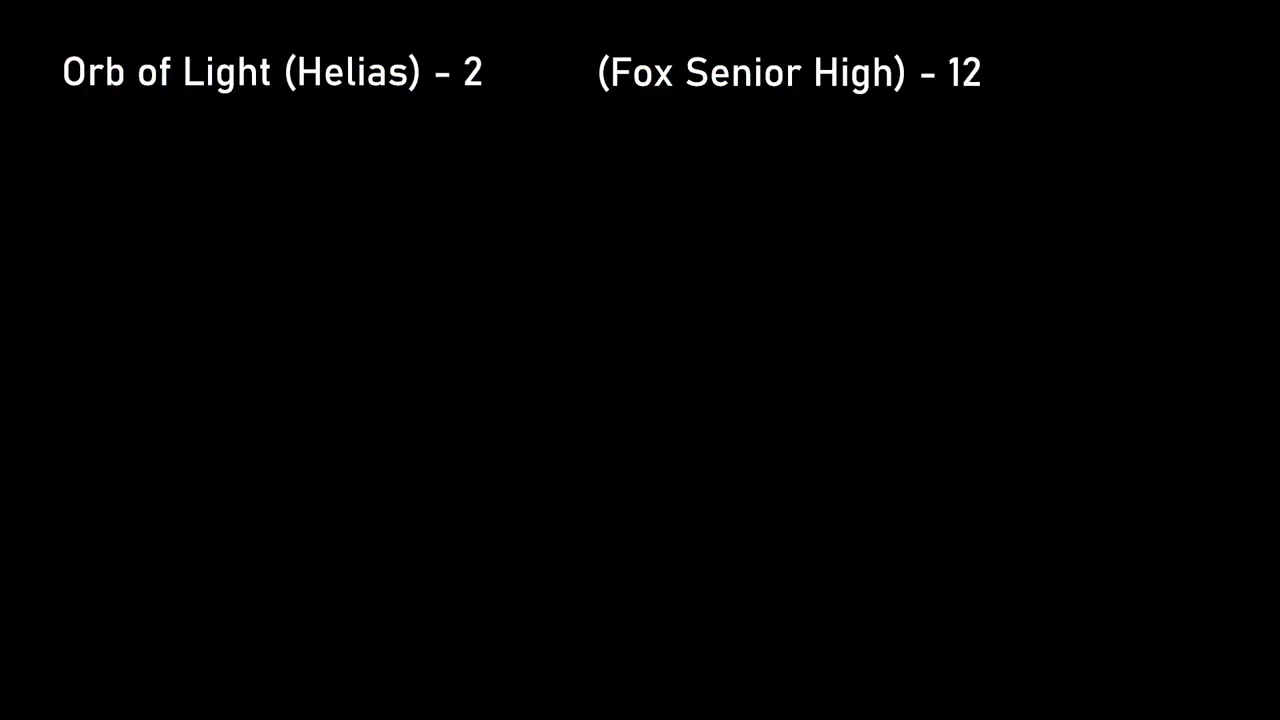 Orb of Light (Helias) - 2
(Fox Senior High) - 12